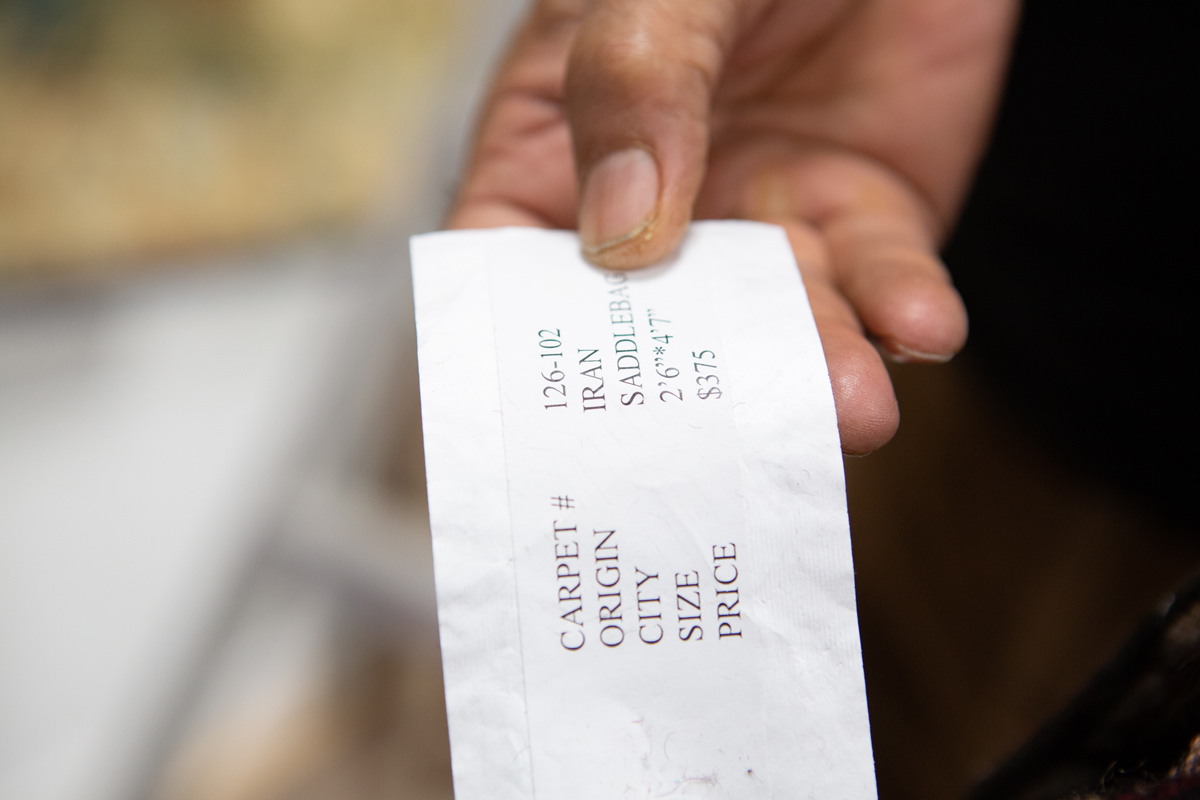 CARPET # 126-102
ORIGIN IRAN
CITY SADDLEBAG
SIZE 2'6"*4'7"
PRICE $375